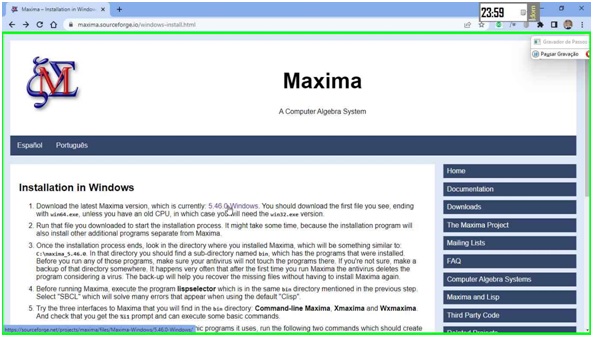 Maxima – Installation in Windows
23:59
maxima.sourceforge.io/windows-install.html
Gravador de Passos
Pausar Gravação
Maxima
A Computer Algebra System
Español Português
Installation in Windows
1. Download the latest Maxima version, which is currently: 5.46.0-Windows. You should download the first file you see, ending
with win64.exe, unless you have an old CPU, in which case you will need the win32.exe version.
2. Run that file you downloaded to start the installation process. It might take some time, because the installation program will
also install other additional programs separate from Maxima.
3. Once the installation process ends, look in the directory where you installed Maxima, which will be something similar to:
C:\maxima_5.46.0. In that directory you should find a sub-directory named bin, which has the programs that were installed.
Before you run any of those programs, make sure your antivirus will not touch the programs there. If you're not sure, make a
backup of that directory somewhere. It happens very often that after the first time you run Maxima the antivirus deletes the
program considering a virus. The back-up will help you recover the missing files without having to install Maxima again.
4. Before running Maxima, execute the program lispselector which is in the same bin directory mentioned in the previous step.
Select "SBCL" which will solve many errors that appear when using the default "Clisp".
5. Try the three interfaces to Maxima that you will find in the bin directory: Command-line Maxima, Xmaxima and Wxmaxima.
And check that you get the %i1 prompt and can execute some basic commands.
https://sourceforge.net/projects/maxima/files/Maxima-Windows/5.46.0-Windows/
programs it uses, run the following two commands which should create
Home
Documentation
Downloads
The Maxima Project
Mailing Lists
FAQ
Computer Algebra Systems
Maxima and Lisp
Third Party Code
Related Projects